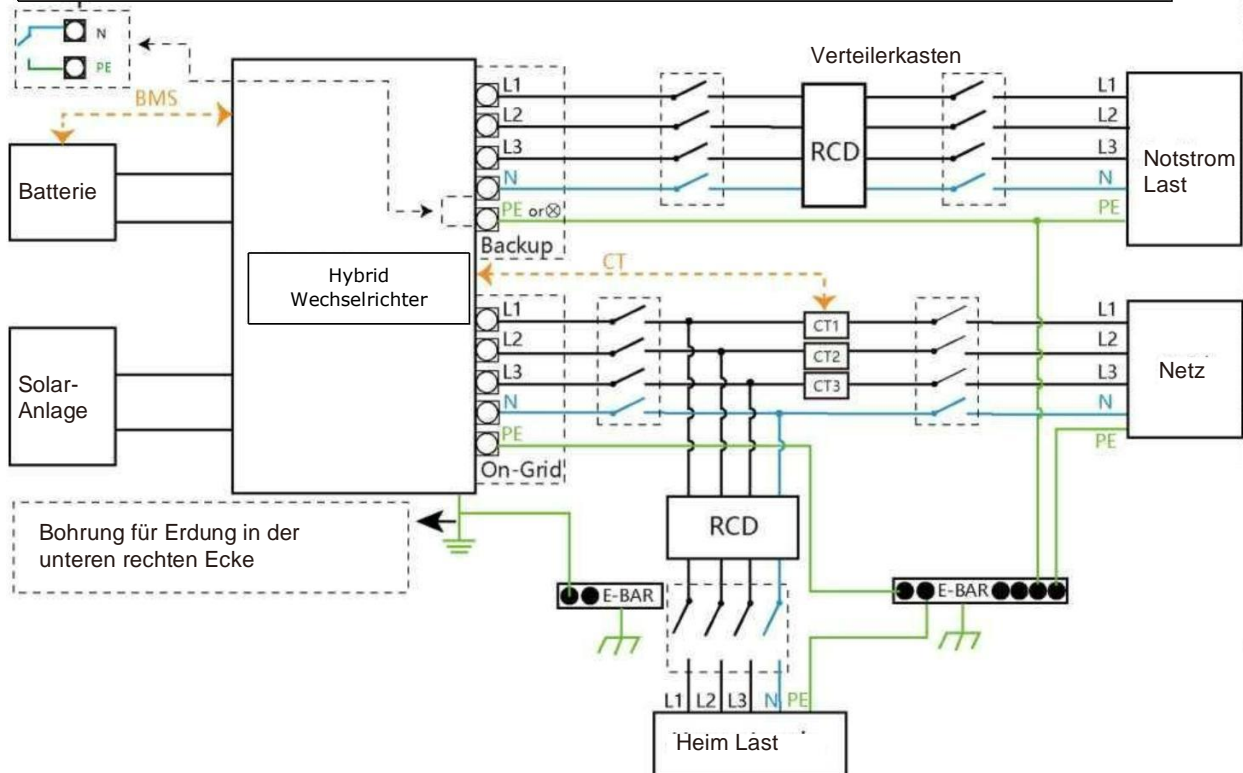 N
PE
Verteilerkasten
BMS
Batterie
L1
L2
L3
N
PE or⊗
Backup
RCD
L1
L2
L3
N
PE
Notstrom
Last
CT
Hybrid
Wechselrichter
Solar-
Anlage
L1
L2
L3
N
PE
On-Grid
CT1
CT2
CT3
L1
L2
L3
N
PE
Netz
Bohrung für Erdung in der
unteren rechten Ecke
RCD
E-BAR
E-BAR
L1 L2 L3 N PE
Heim Last